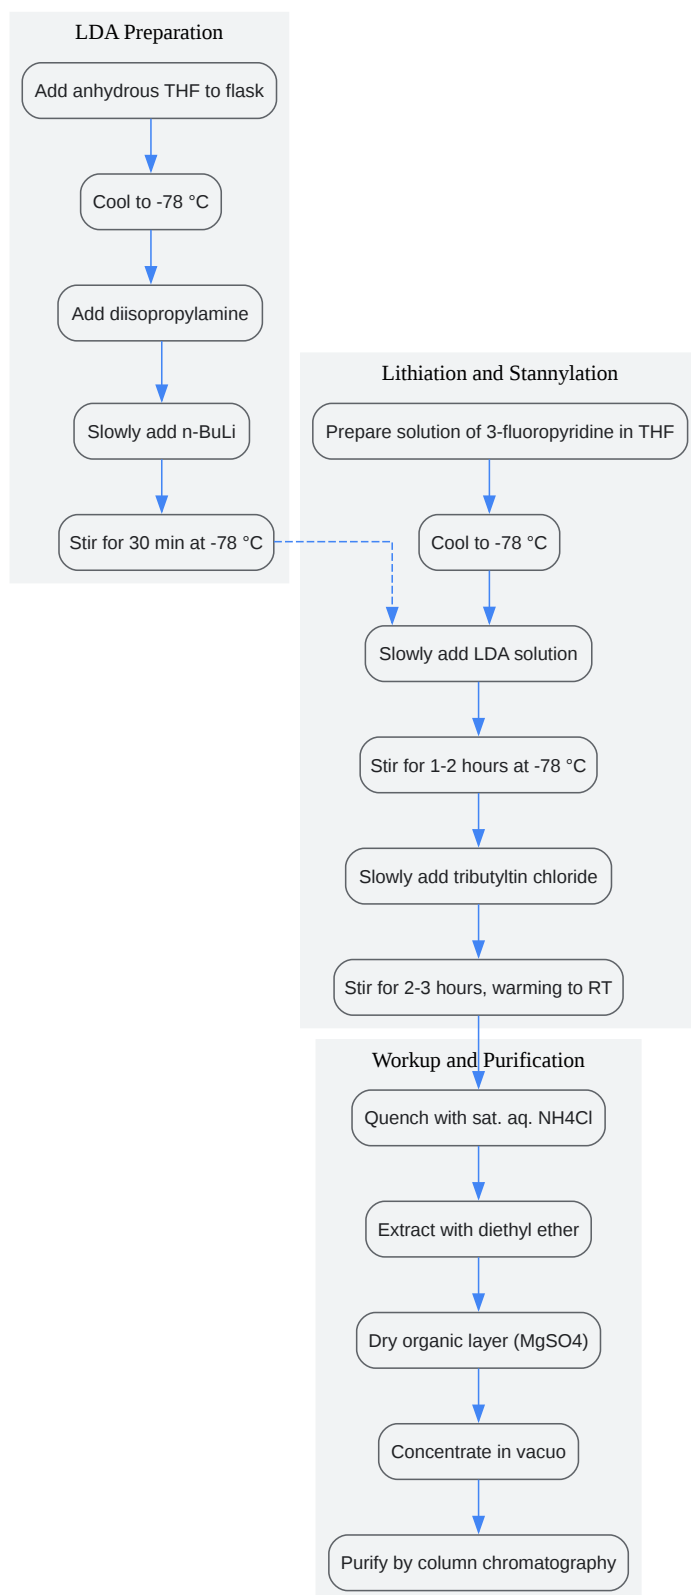 LDA Preparation
Add anhydrous THF to flask
Cool to -78 °C
Add diisopropylamine
Slowly add n-BuLi
Stir for 30 min at -78 °C
Lithiation and Stannylation
Prepare solution of 3-fluoropyridine in THF
Cool to -78 °C
Slowly add LDA solution
Stir for 1-2 hours at -78 °C
Slowly add tributyltin chloride
Stir for 2-3 hours, warming to RT
Workup and Purification
Quench with sat. aq. NH4Cl
Extract with diethyl ether
Dry organic layer (MgSO4)
Concentrate in vacuo
Purify by column chromatography